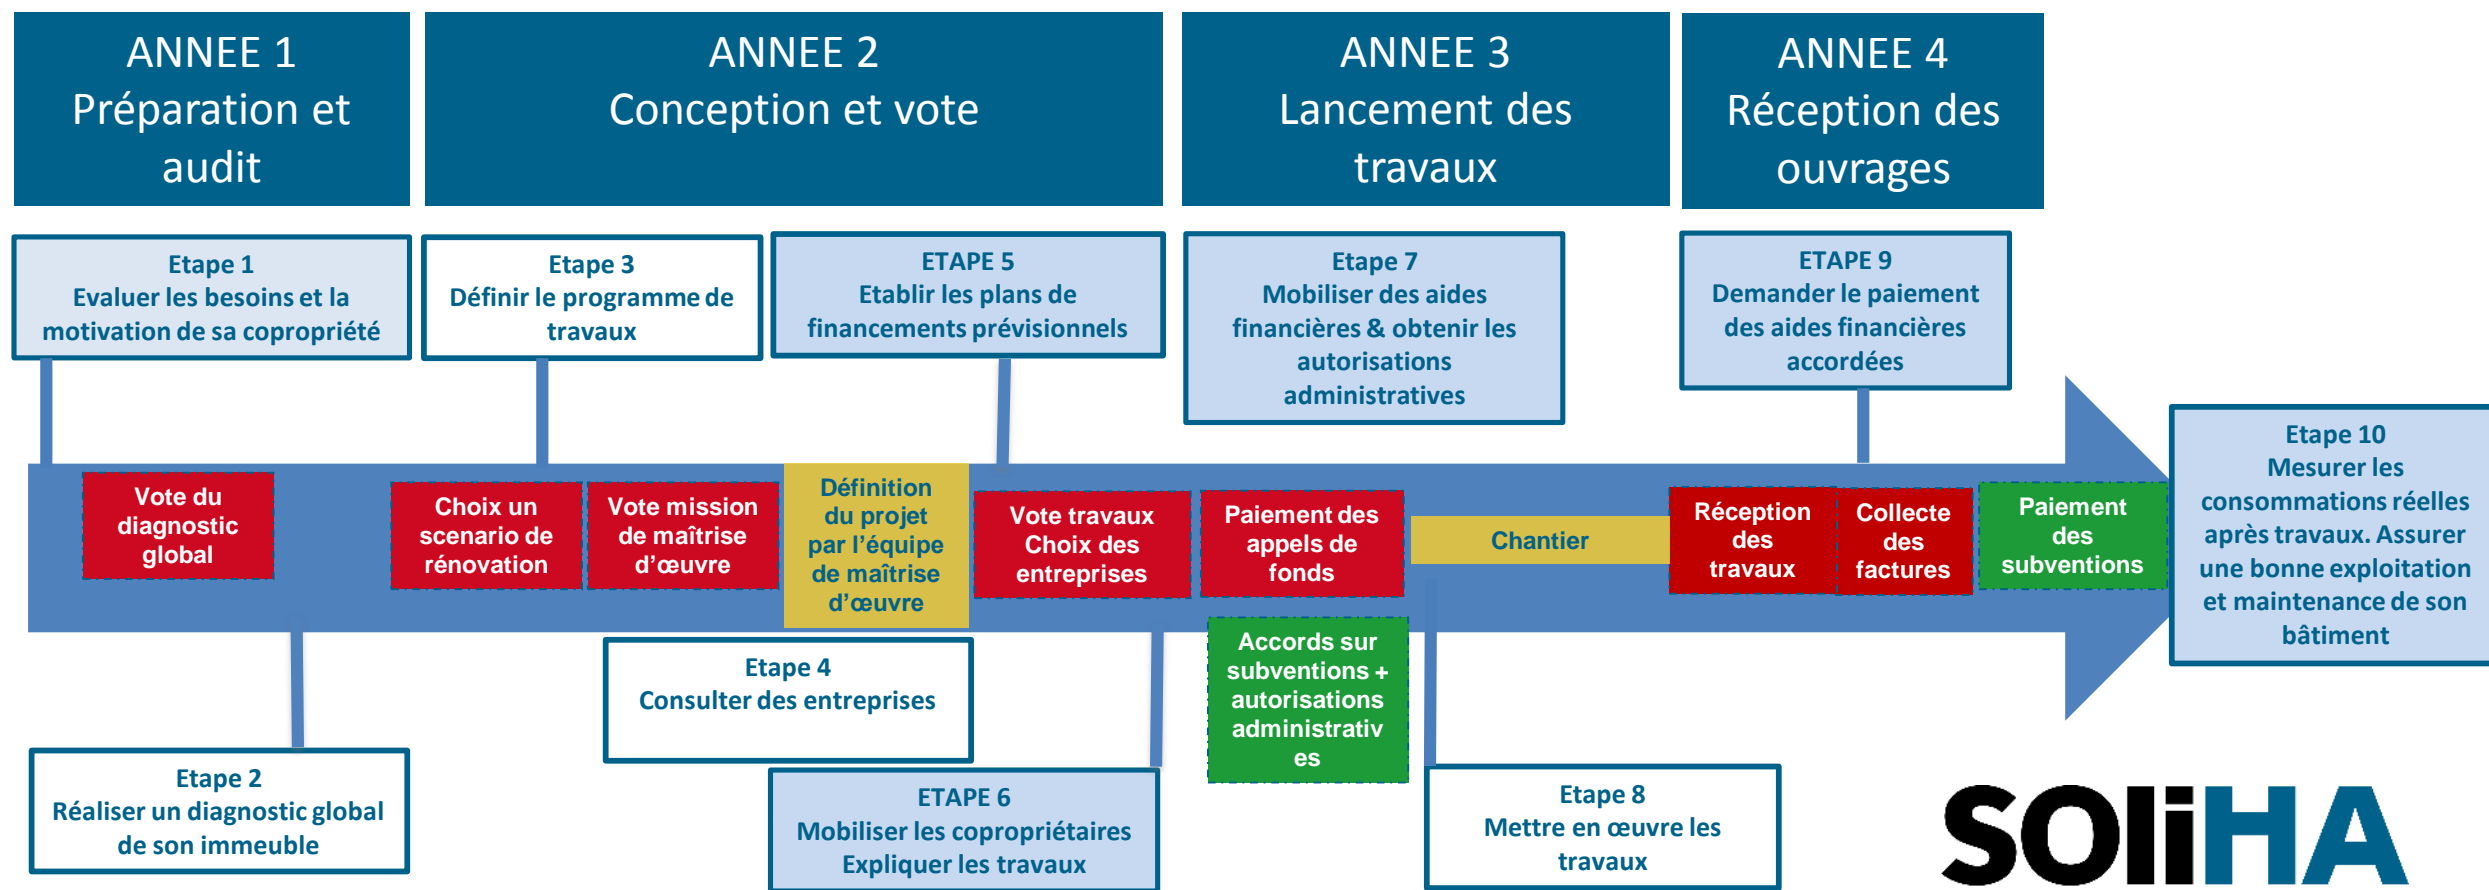 ANNEE 1
Préparation et
audit
ANNEE 2
Conception et vote
ANNEE 3
Lancement des
travaux
ANNEE 4
Réception des
ouvrages
Etape 1
Evaluer les besoins et la
motivation de sa copropriété
Etape 3
Définir le programme de
travaux
ETAPE 5
Etablir les plans de
financements prévisionnels
Etape 7
Mobiliser des aides
financières & obtenir les
autorisations
administratives
ETAPE 9
Demander le paiement
des aides financières
accordées
Vote du
diagnostic
global
Choix un
scenario de
rénovation
Vote mission
de maîtrise
d’œuvre
Définition
du projet
par l’équipe
de maîtrise
d’œuvre
Vote travaux
Choix des
entreprises
Paiement des
appels de
fonds
Chantier
Réception
des
travaux
Collecte
des
factures
Paiement
des
subventions
Etape 10
Mesurer les
consommations réelles
après travaux. Assurer
une bonne exploitation
et maintenance de son
bâtiment
Accords sur
subventions +
autorisations
administrativ
es
Etape 2
Réaliser un diagnostic global
de son immeuble
Etape 4
Consulter des entreprises
ETAPE 6
Mobiliser les copropriétaires
Expliquer les travaux
Etape 8
Mettre en œuvre les
travaux
SOliHA